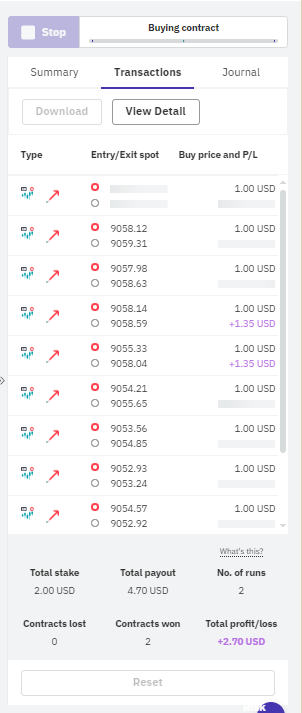 Stop
Buying contract
Summary Transactions Journal
Download View Detail
Type Entry/Exit spot Buy price and P/L
1.00 USD
9058.12 1.00 USD
9059.31
9057.98 1.00 USD
9058.63
9058.14 1.00 USD
9058.59 +1.35 USD
9055.33 1.00 USD
9058.04 +1.35 USD
9054.21 1.00 USD
9055.65
9053.56 1.00 USD
9054.85
9052.93 1.00 USD
9053.24
9054.57 1.00 USD
9052.92
What's this?
Total stake Total payout No. of runs
2.00 USD 4.70 USD 2
Contracts lost Contracts won Total profit/loss
0 2 +2.70 USD
Reset